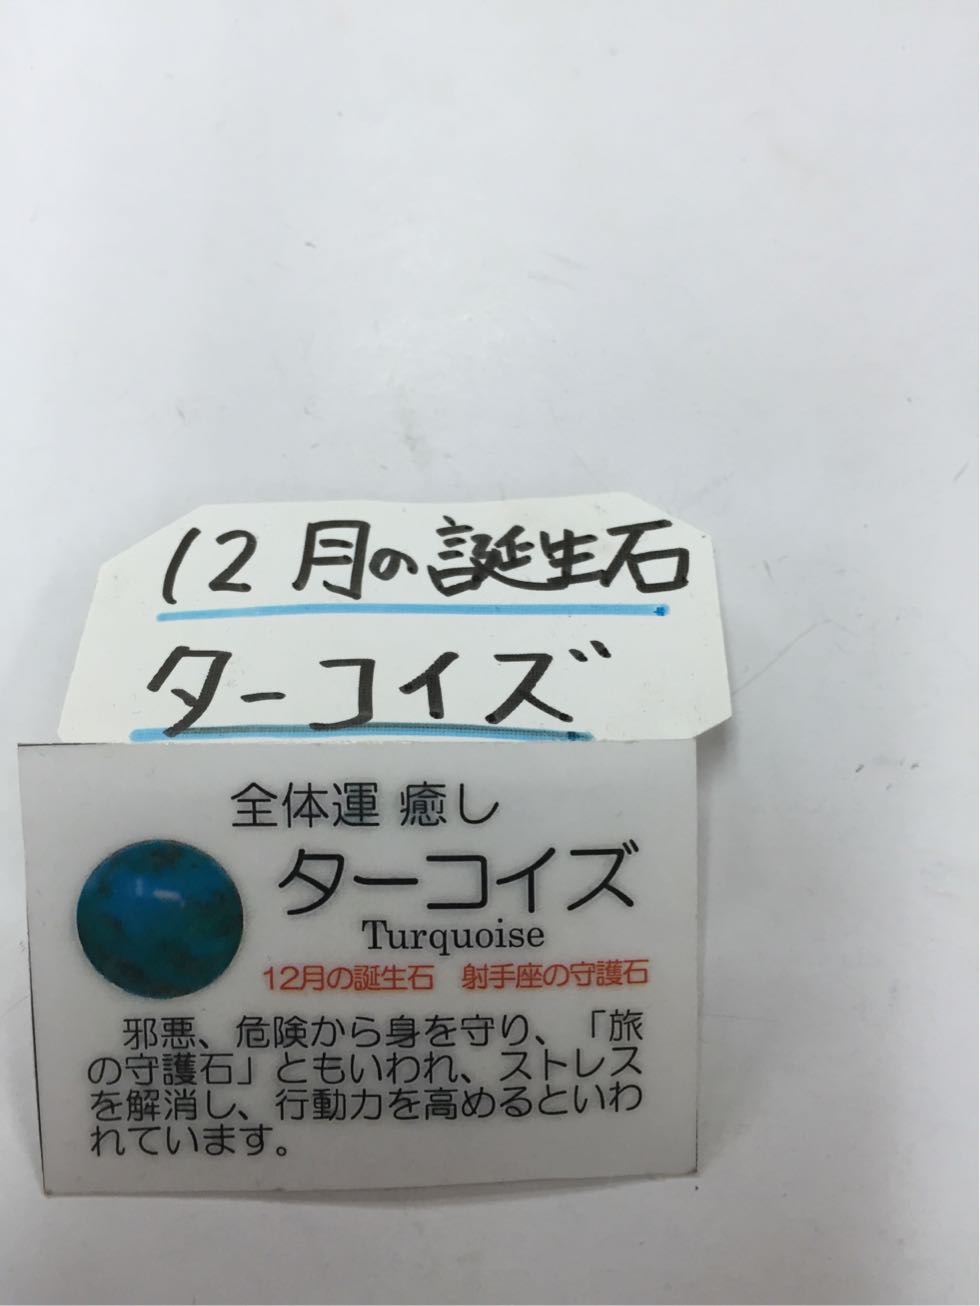 12月の誕生石
ターコイズ
全体運 癒し
ターコイズ
Turquoise
12月の誕生石　射手座の守護石
邪悪、危険から身を守り、「旅
の守護石」ともいわれ、ストレス
を解消し、行動力を高めるといわ
れています。